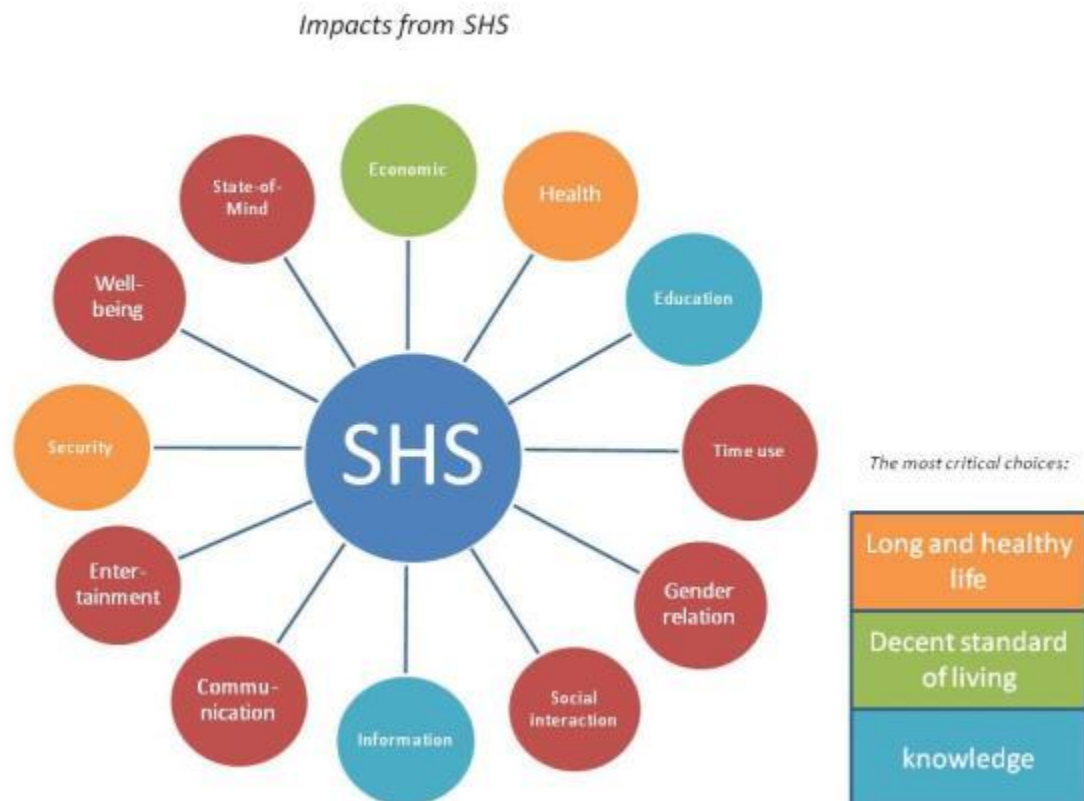 Impacts from SHS
Economic
Health
Education
Time use
Gender
relation
Social
interaction
Information
Commu-
nication
Enter-
tainment
Security
Well-
being
State-of-
Mind
SHS
The most critical choices:
Long and healthy
life
Decent standard
of living
knowledge